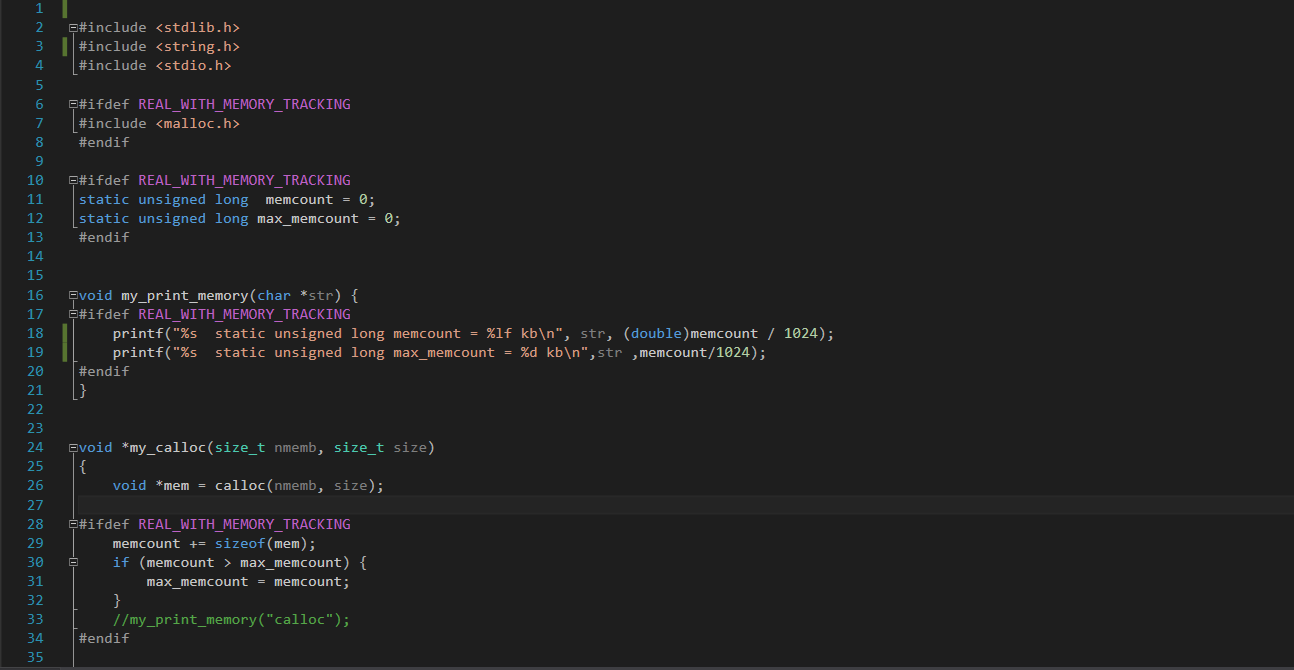 1
2 #include <stdlib.h>
3 #include <string.h>
4 #include <stdio.h>
5
6 #ifdef REAL_WITH_MEMORY_TRACKING
7 #include <malloc.h>
8 #endif
9
10 #ifdef REAL_WITH_MEMORY_TRACKING
11 static unsigned long  memcount = 0;
12 static unsigned long max_memcount = 0;
13 #endif
14
15
16 void my_print_memory(char *str) {
17 #ifdef REAL_WITH_MEMORY_TRACKING
18     printf("%s  static unsigned long memcount = %lf kb\n", str, (double)memcount / 1024);
19     printf("%s  static unsigned long max_memcount = %d kb\n",str ,memcount/1024);
20 #endif
21 }
22
23
24 void *my_calloc(size_t nmemb, size_t size)
25 {
26     void *mem = calloc(nmemb, size);
27
28 #ifdef REAL_WITH_MEMORY_TRACKING
29     memcount += sizeof(mem);
30     if (memcount > max_memcount) {
31         max_memcount = memcount;
32     }
33     //my_print_memory("calloc");
34 #endif
35